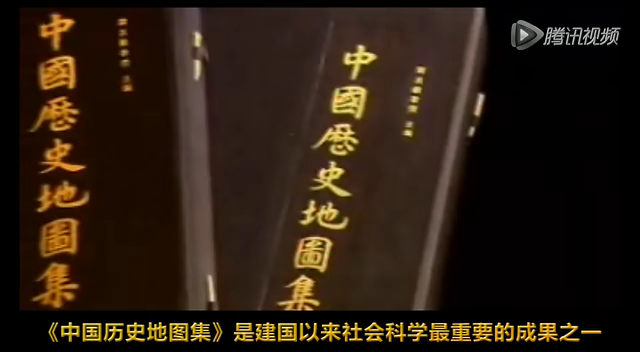 腾讯视频
中國歷史地圖集
中國歷史地圖集
《中国历史地图集》是建国以来社会科学最重要的成果之一